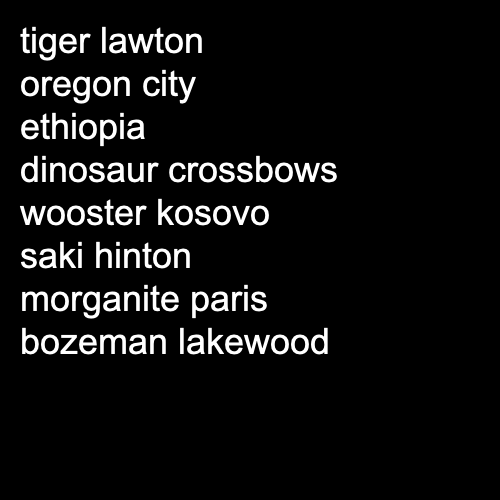 tiger lawton
oregon city
ethiopia
dinosaur crossbows
wooster kosovo
saki hinton
morganite paris
bozeman lakewood